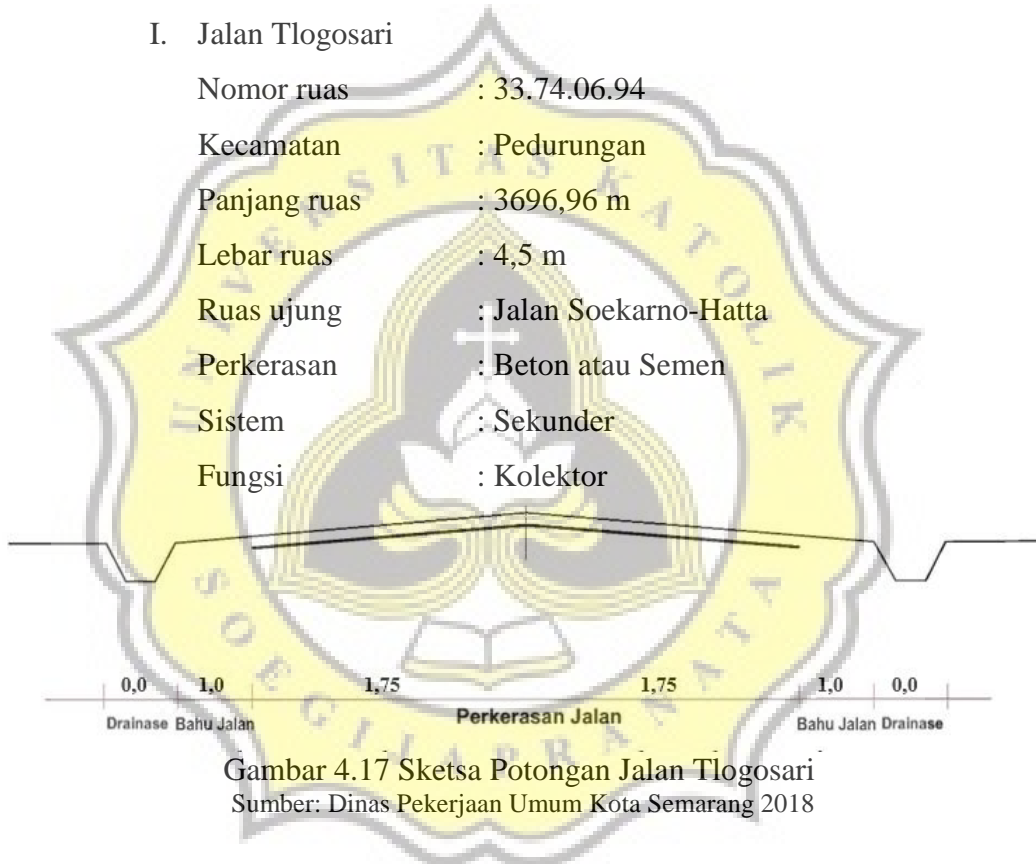 I. Jalan Tlogosari
Nomor ruas : 33.74.06.94
Kecamatan : Pedurungan
Panjang ruas : 3696,96 m
Lebar ruas : 4,5 m
Ruas ujung : Jalan Soekarno-Hatta
Perkerasan : Beton atau Semen
Sistem : Sekunder
Fungsi : Kolektor
0,0 1,0 1,75 1,75 1,0 0,0
Drainase Bahu Jalan Perkerasan Jalan Bahu Jalan Drainase
Gambar 4.17 Sketsa Potongan Jalan Tlogosari
Sumber: Dinas Pekerjaan Umum Kota Semarang 2018
UNIVERSITAS KATOLIK
SOEGIJAPRANATA